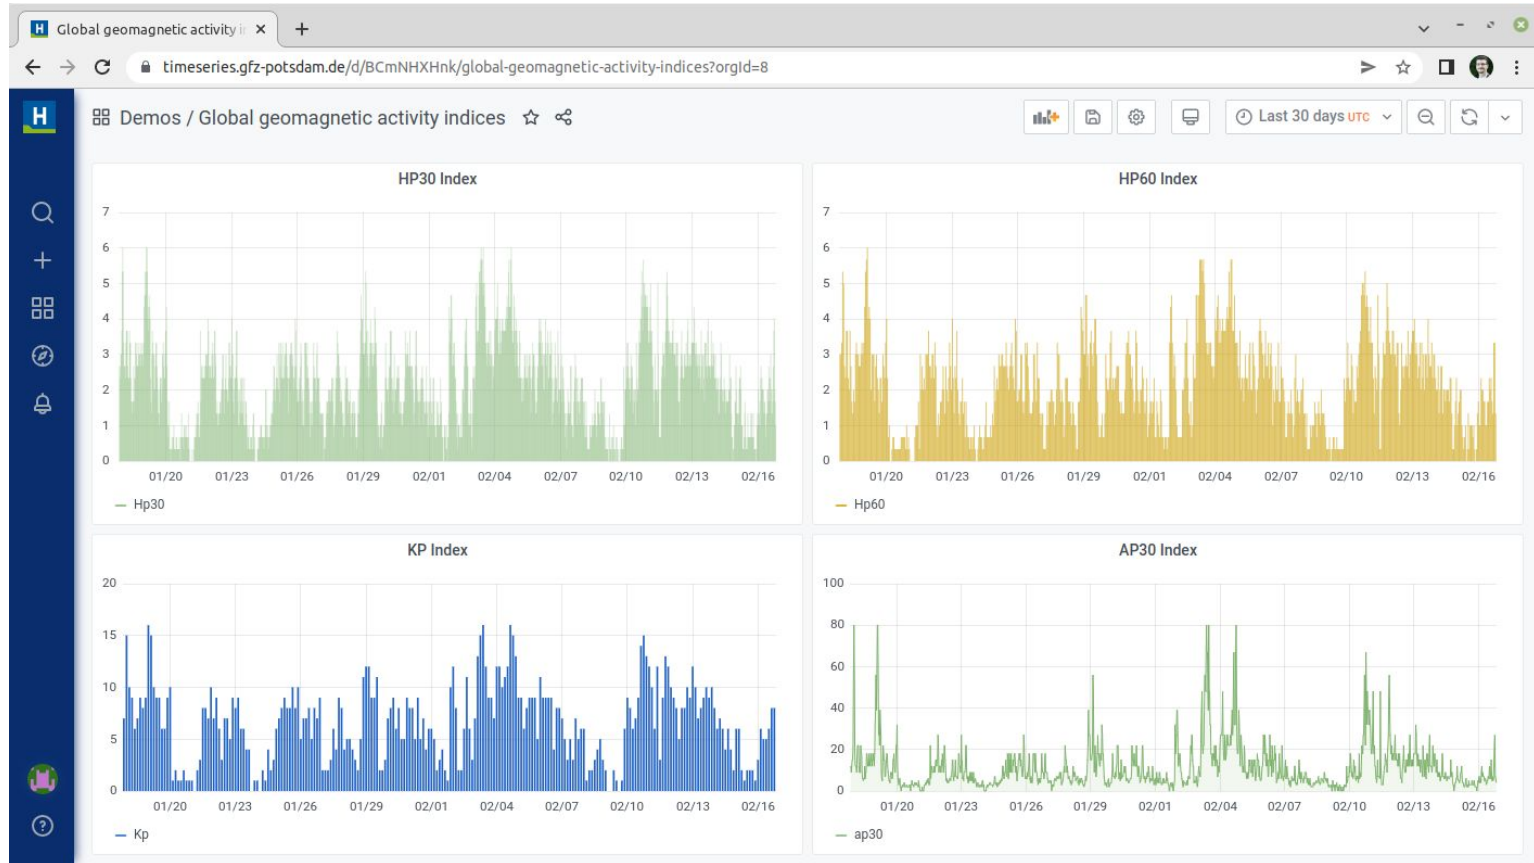 H Global geomagnetic activity i
timeseries.gfz-potsdam.de/d/BCmNHXHnk/global-geomagnetic-activity-indices?orgId=8
H
Demos / Global geomagnetic activity indices
Last 30 days UTC
HP30 Index
7
6
5
4
3
2
1
0
01/20 01/23 01/26 01/29 02/01 02/04 02/07 02/10 02/13 02/16
Hp30
HP60 Index
7
6
5
4
3
2
1
0
01/20 01/23 01/26 01/29 02/01 02/04 02/07 02/10 02/13 02/16
Hp60
KP Index
20
15
10
5
0
01/20 01/23 01/26 01/29 02/01 02/04 02/07 02/10 02/13 02/16
Kp
AP30 Index
100
80
60
40
20
0
01/20 01/23 01/26 01/29 02/01 02/04 02/07 02/10 02/13 02/16
ap30